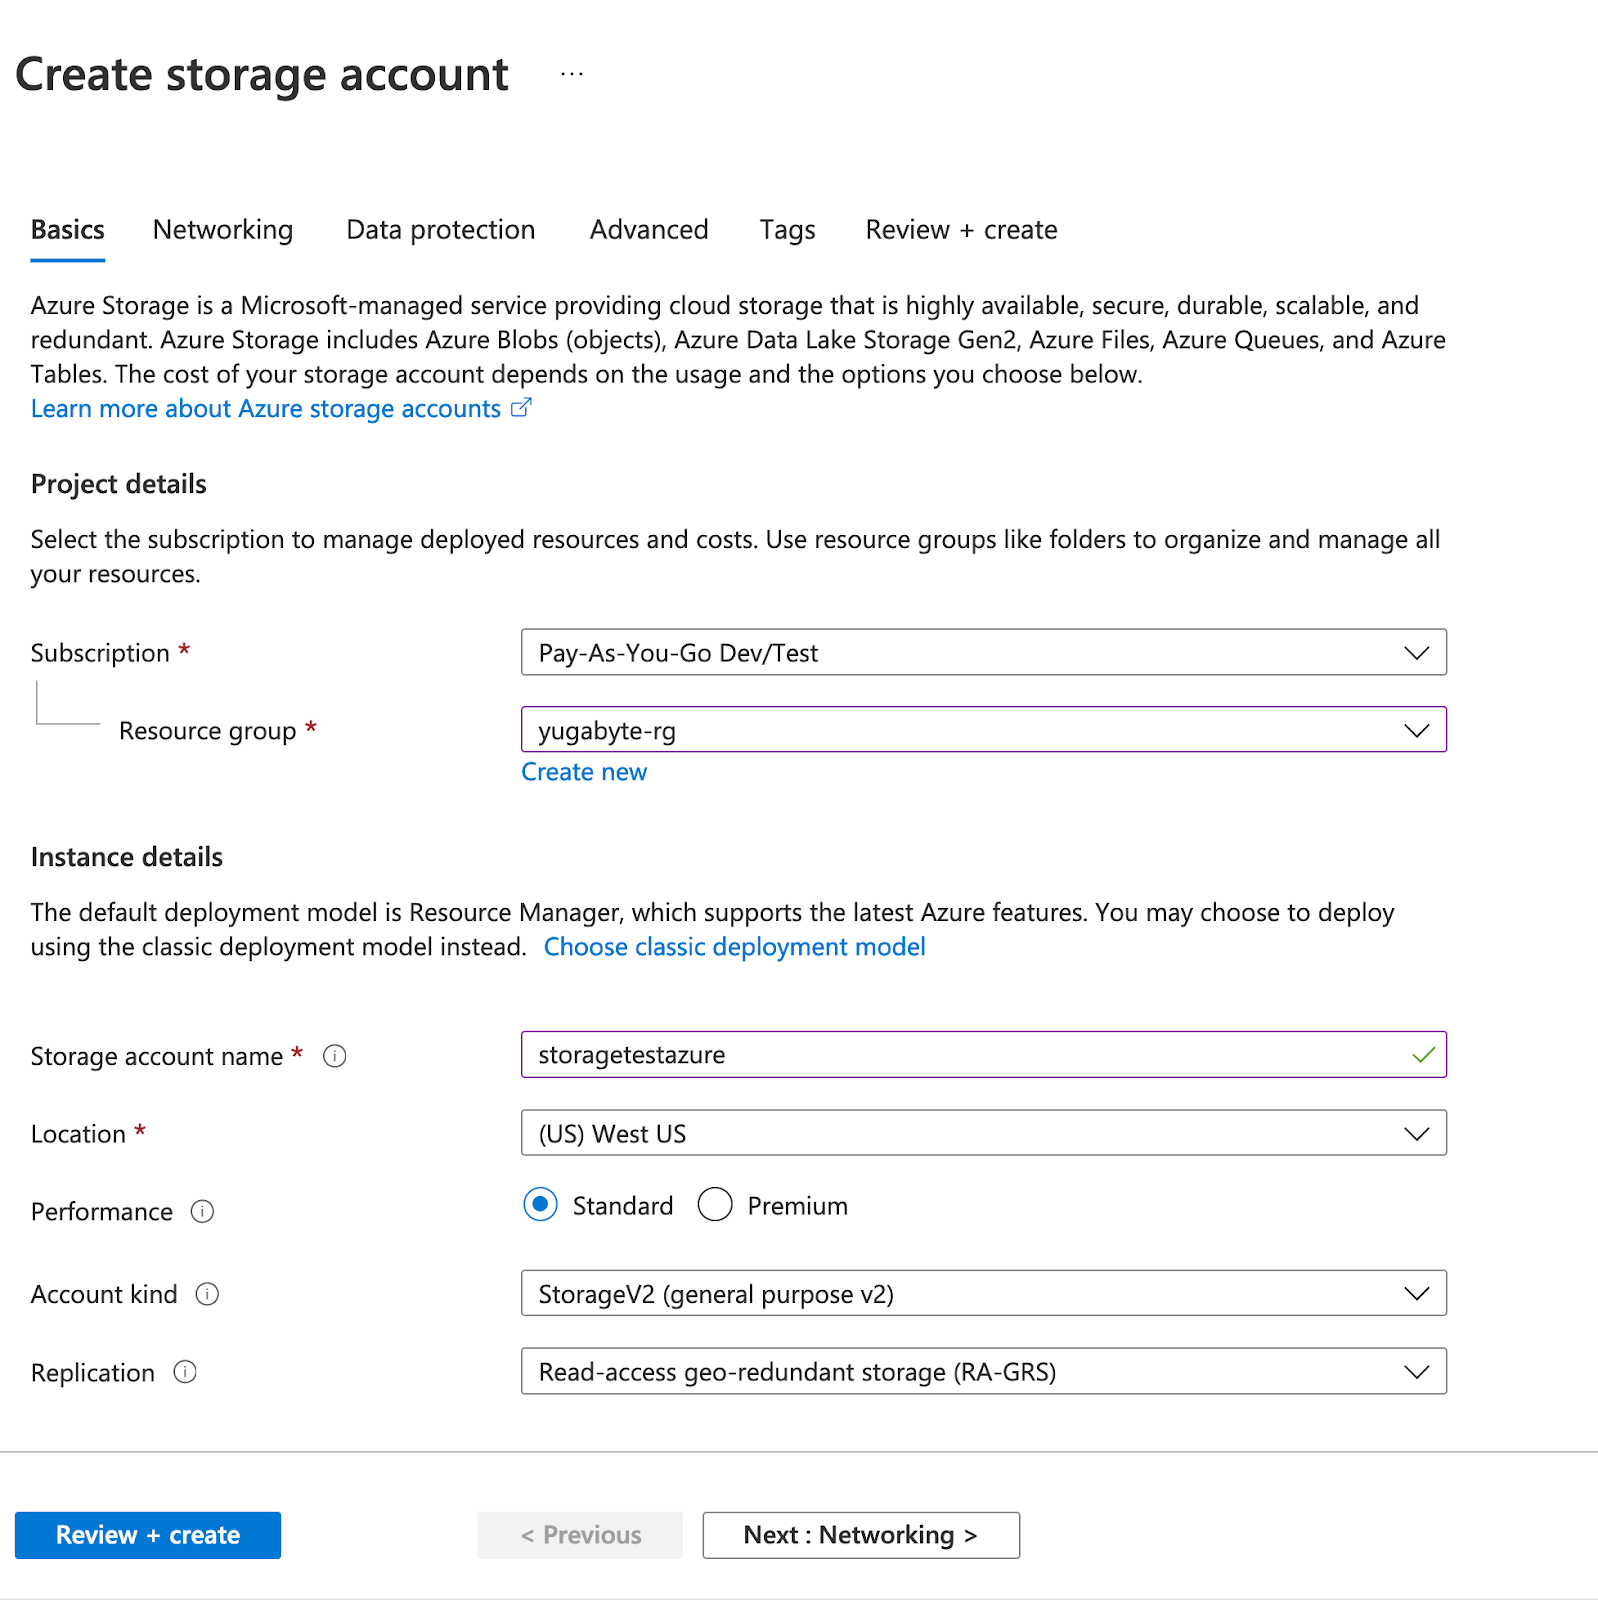 Create storage account ...
Basics Networking Data protection Advanced Tags Review + create
Azure Storage is a Microsoft-managed service providing cloud storage that is highly available, secure, durable, scalable, and
redundant. Azure Storage includes Azure Blobs (objects), Azure Data Lake Storage Gen2, Azure Files, Azure Queues, and Azure
Tables. The cost of your storage account depends on the usage and the options you choose below.
Learn more about Azure storage accounts
Project details
Select the subscription to manage deployed resources and costs. Use resource groups like folders to organize and manage all
your resources.
Subscription * Pay-As-You-Go Dev/Test
Resource group * yugabyte-rg
Create new
Instance details
The default deployment model is Resource Manager, which supports the latest Azure features. You may choose to deploy
using the classic deployment model instead. Choose classic deployment model
Storage account name * storagetestazure
Location * (US) West US
Performance Standard Premium
Account kind StorageV2 (general purpose v2)
Replication Read-access geo-redundant storage (RA-GRS)
Review + create < Previous Next : Networking >